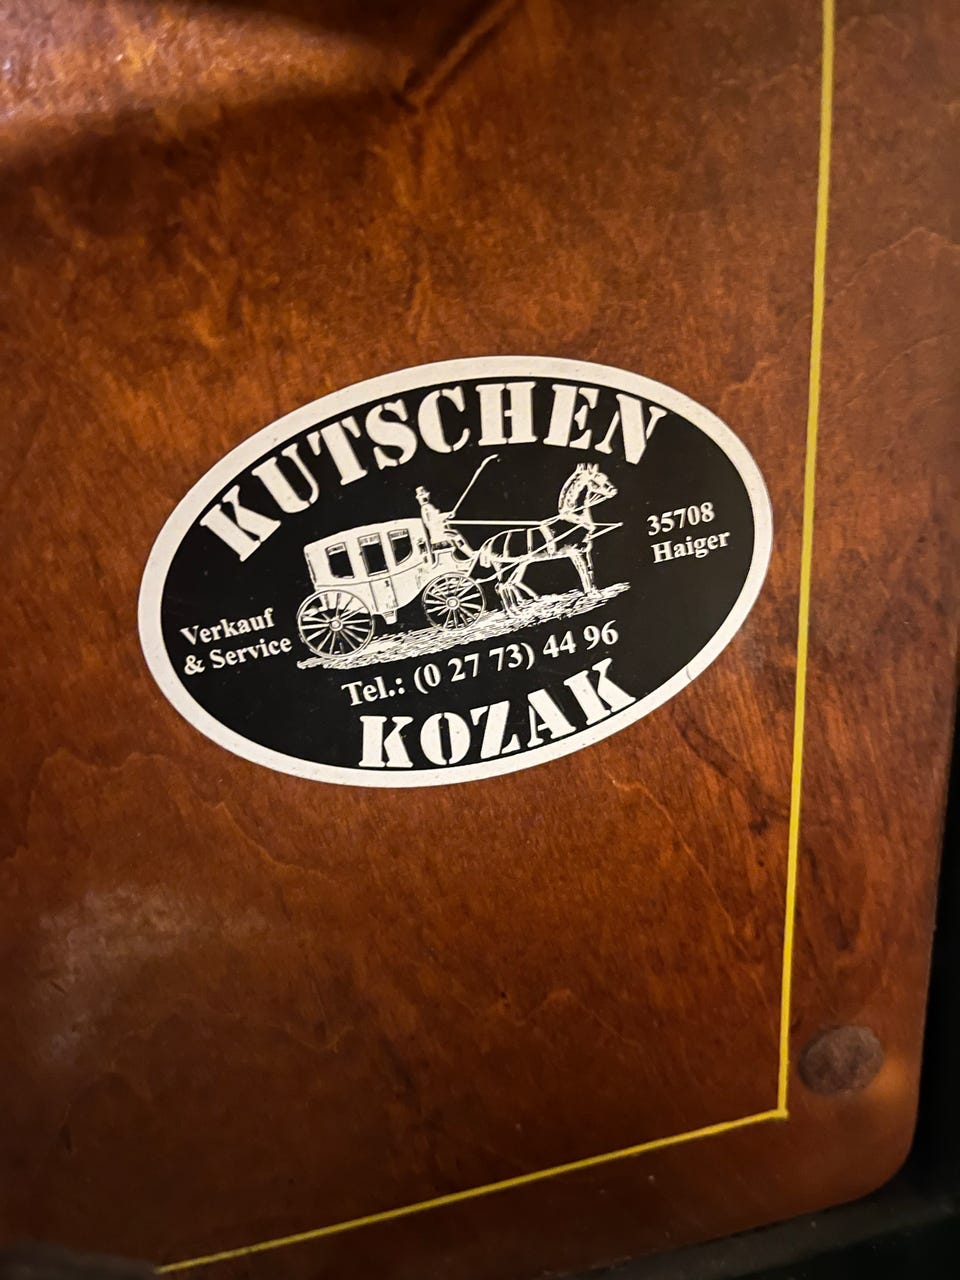 KUTSCHEN
35708
Haiger
Verkauf
& Service
Tel.: (0 27 73) 44 96
KOZAK